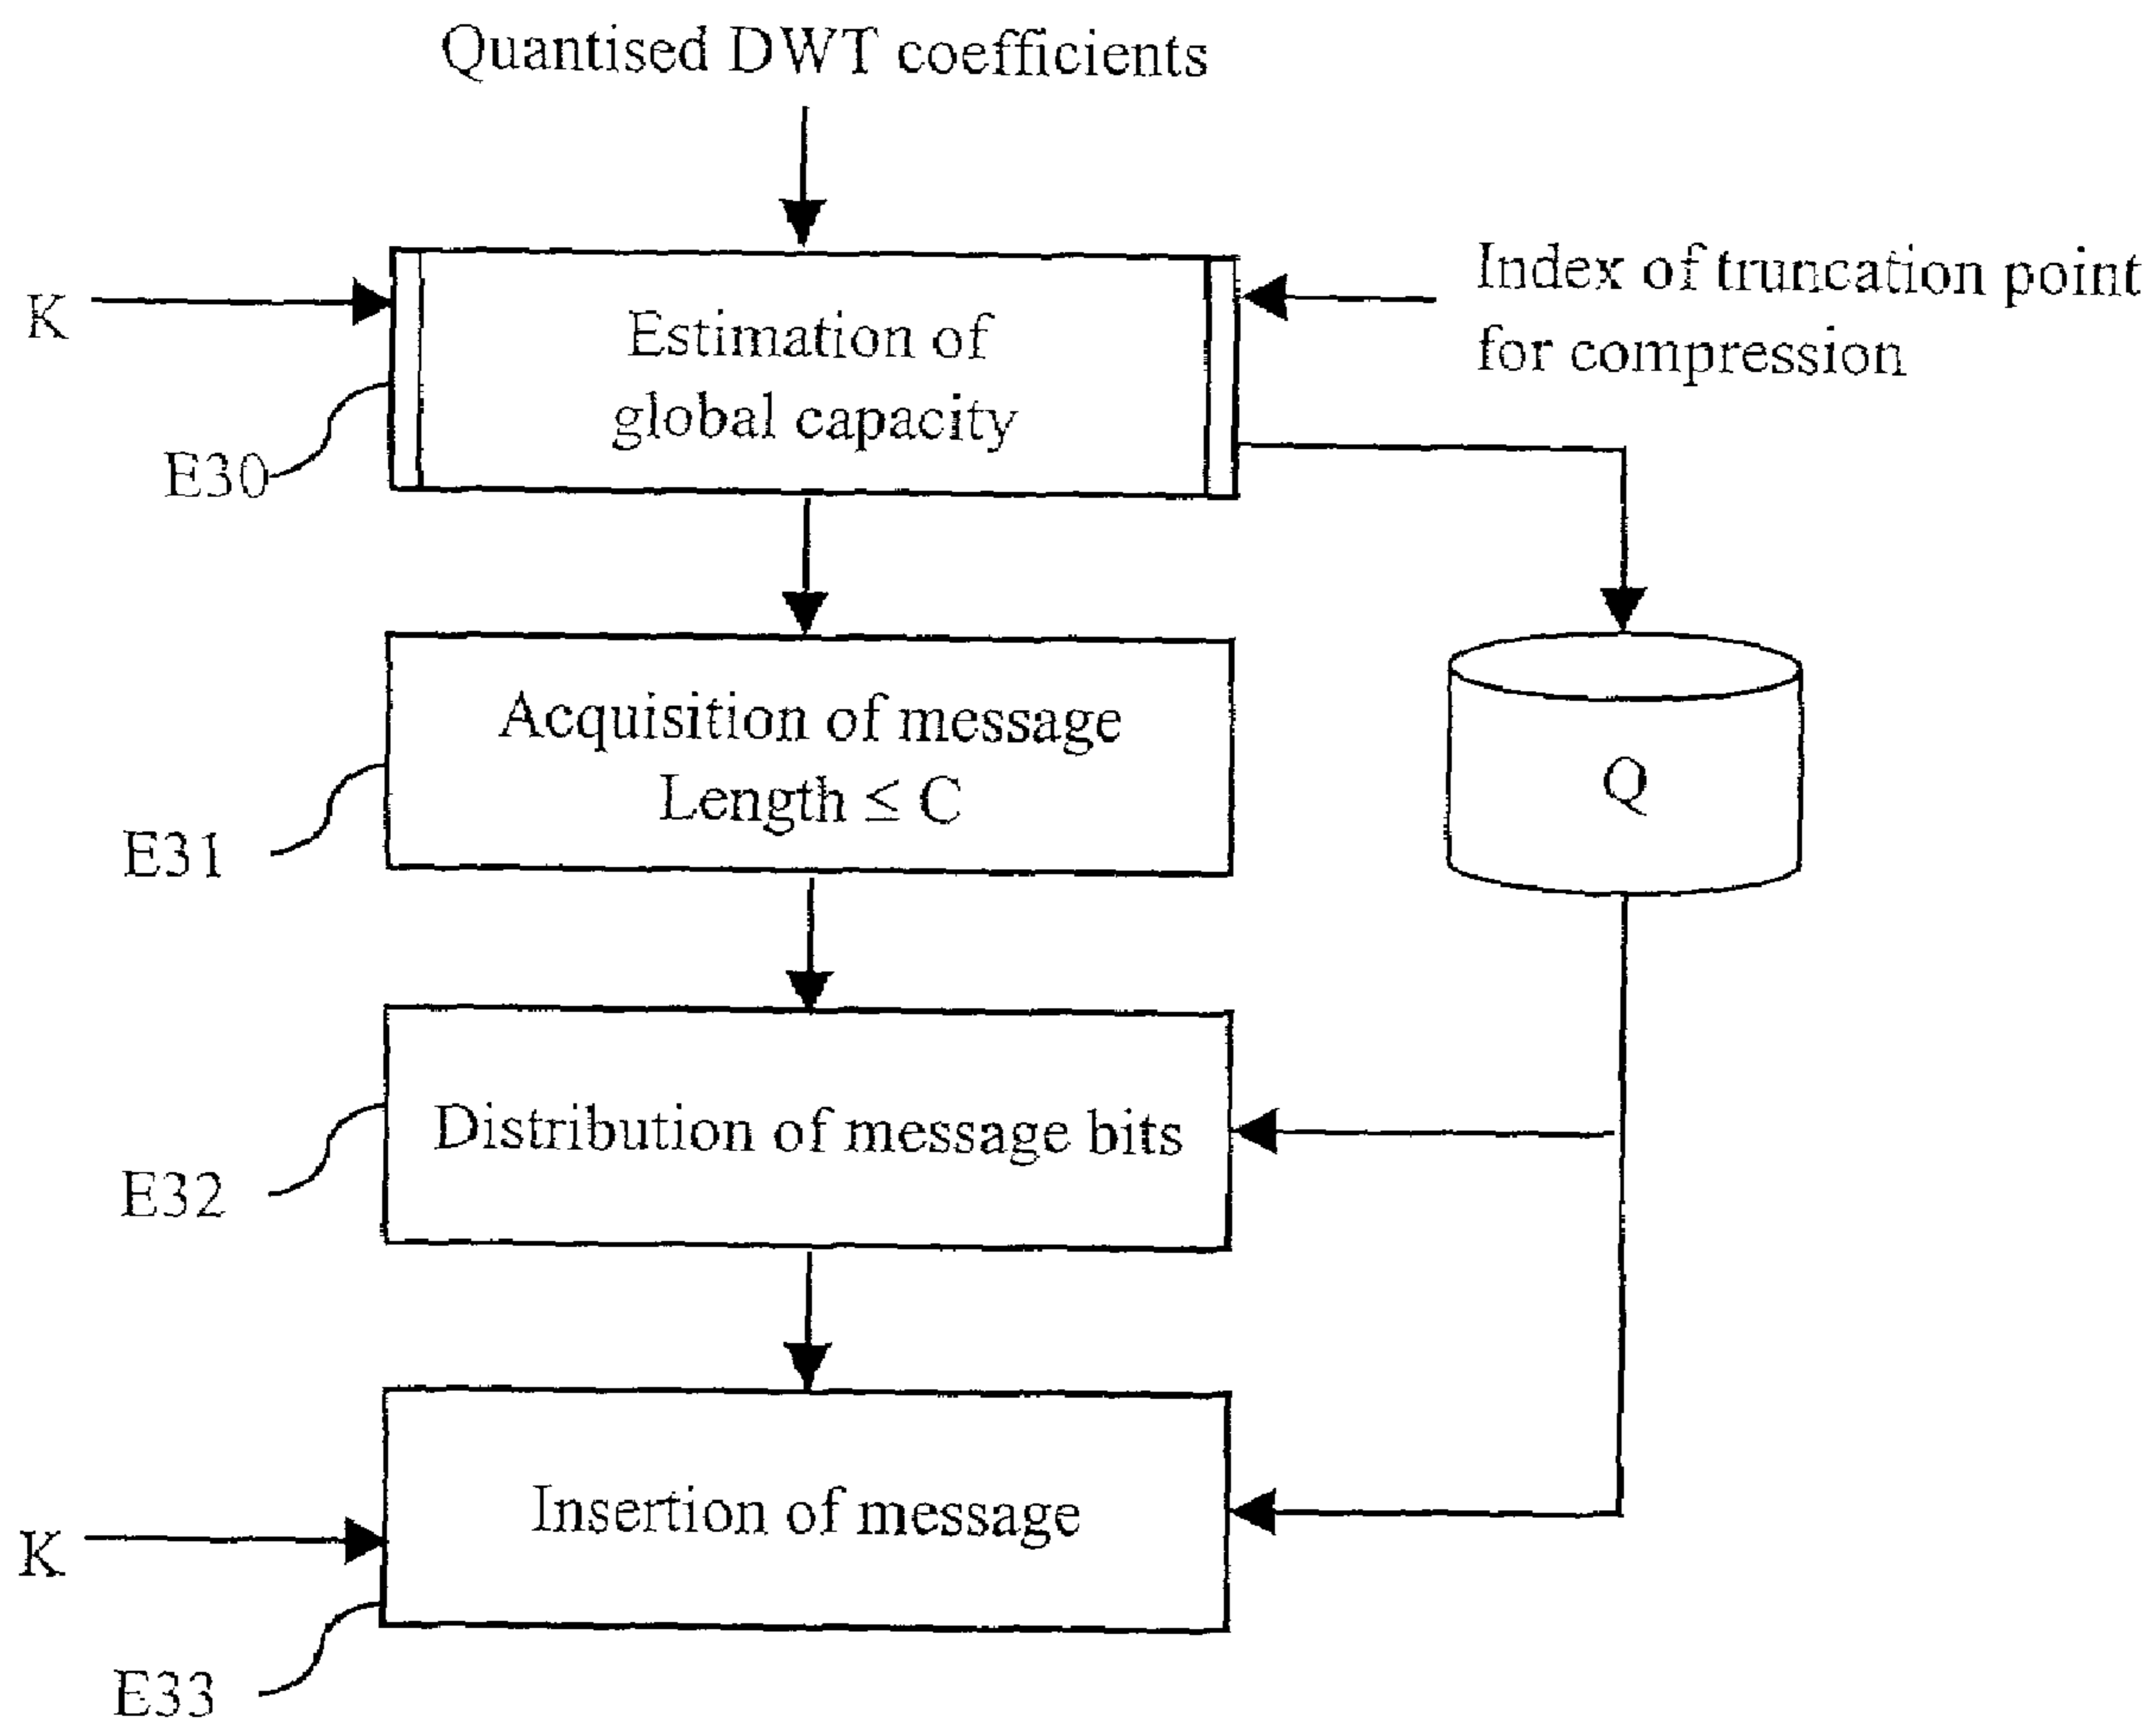 Quantised DWT coefficients
K
Estimation of
global capacity
Index of truncation point
for compression
E30
Acquisition of message
Length ≤ C
Q
E31
Distribution of message bits
E32
Insertion of message
K
E33